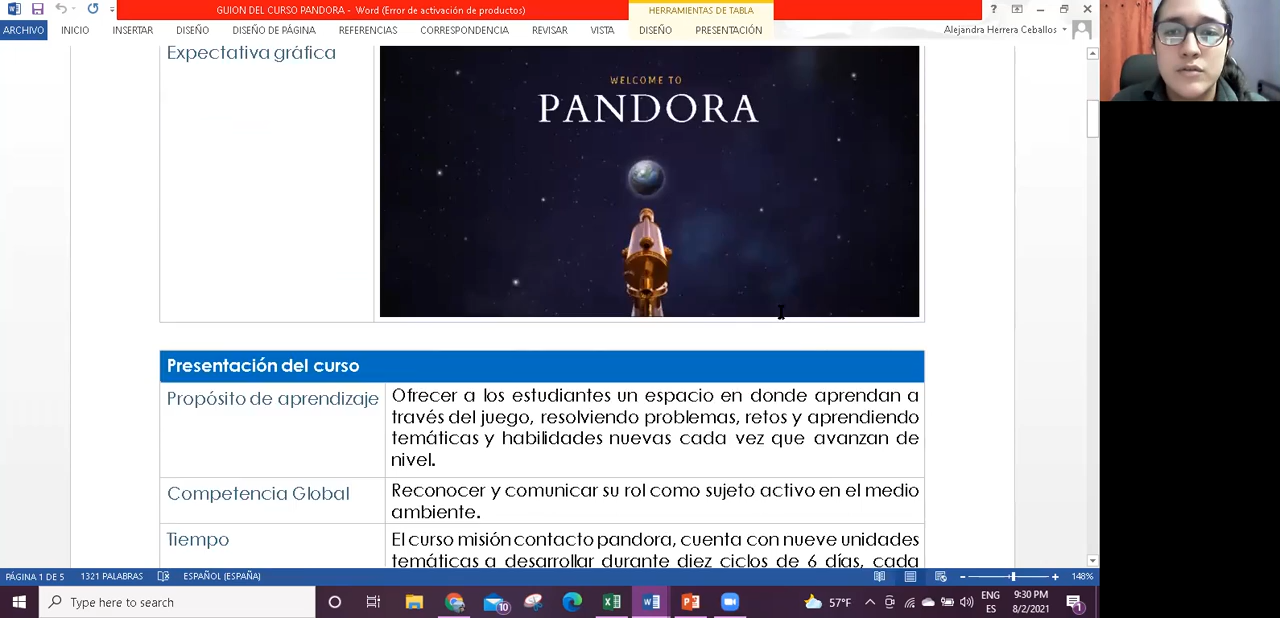 GUION DEL CURSO PANDORA - Word (Error de activación de productos)
HERRAMIENTAS DE TABLA
ARCHIVO INICIO INSERTAR DISEÑO DISEÑO DE PÁGINA REFERENCIAS CORRESPONDENCIA REVISAR VISTA DISEÑO PRESENTACIÓN
Alejandra Herrera Ceballos
Expectativa gráfica
WELCOME TO
PANDORA
Presentación del curso
Propósito de aprendizaje
Ofrecer a los estudiantes un espacio en donde aprendan a
través del juego, resolviendo problemas, retos y aprendiendo
temáticas y habilidades nuevas cada vez que avanzan de
nivel.
Competencia Global
Reconocer y comunicar su rol como sujeto activo en el medio
ambiente.
Tiempo
El curso misión contacto pandora, cuenta con nueve unidades
temáticas a desarrollar durante diez ciclos de 6 días, cada
PÁGINA 1 DE 5 1321 PALABRAS ESPAÑOL (ESPAÑA)
148%
Type here to search
10
57°F
ENG
ES
9:30 PM
8/2/2021
1